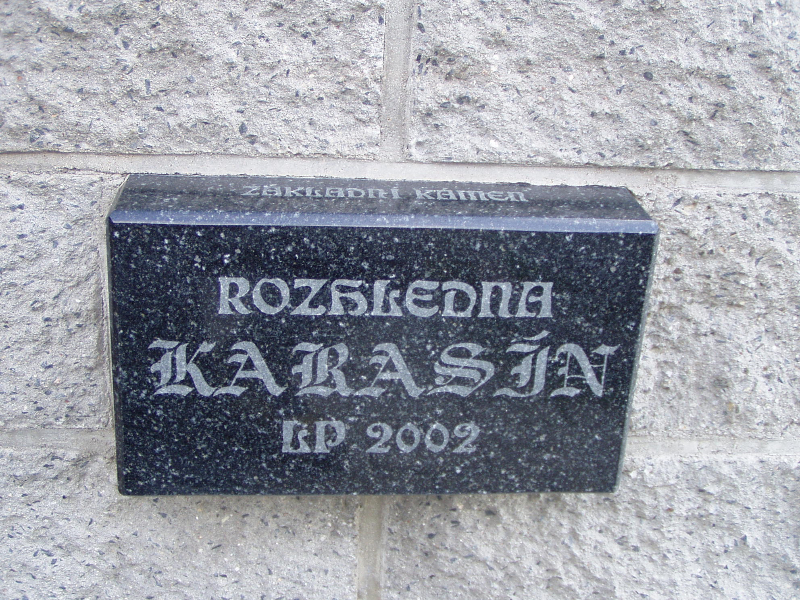 ZÁKLADNÍ KÁMEN
ROZHLEDNA
KARASÍN
LP 2002